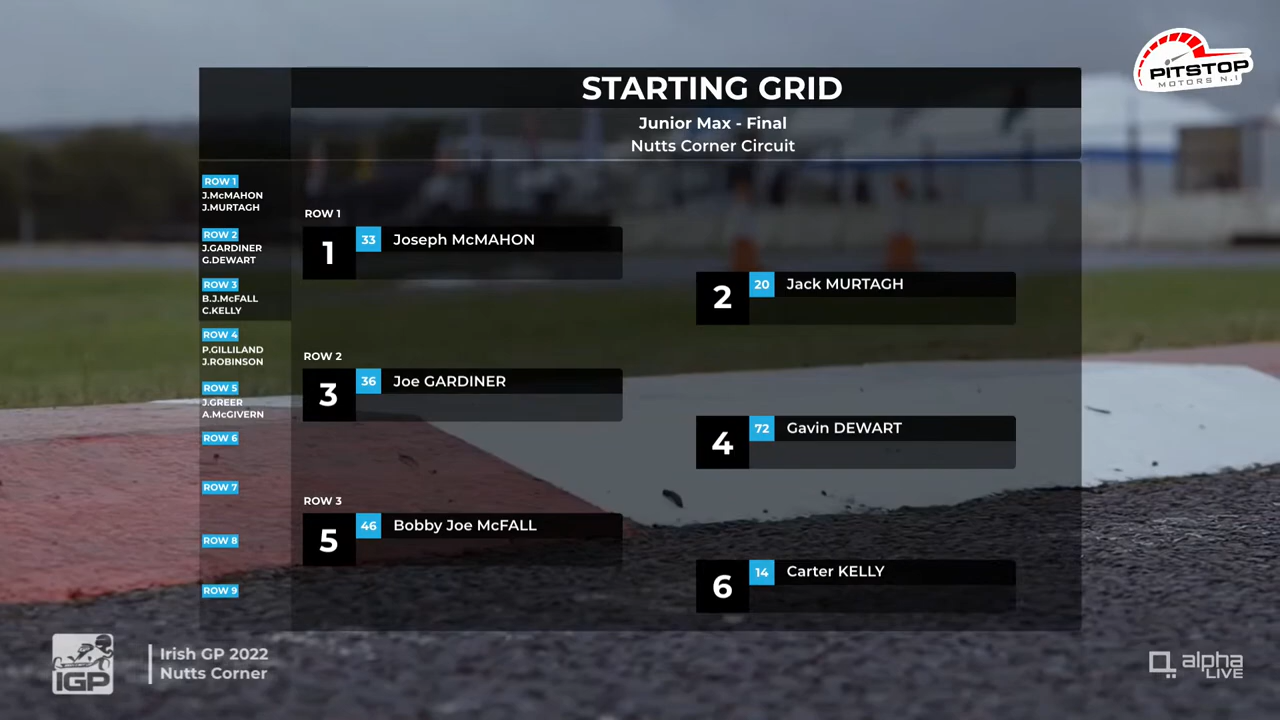 PITSTOP
MOTORS N.I
STARTING GRID
Junior Max - Final
Nutts Corner Circuit
ROW 1
J.McMAHON
J.MURTAGH
ROW 2
J.GARDINER
G.DEWART
ROW 3
B.J.McFALL
C.KELLY
ROW 4
P.GILLILAND
J.ROBINSON
ROW 5
J.GREER
A.McGIVERN
ROW 6
ROW 7
ROW 8
ROW 9
ROW 1
1 33 Joseph McMAHON
2 20 Jack MURTAGH
ROW 2
3 36 Joe GARDINER
4 72 Gavin DEWART
ROW 3
5 46 Bobby Joe McFALL
6 14 Carter KELLY
IGP
Irish GP 2022
Nutts Corner
alpha
LIVE